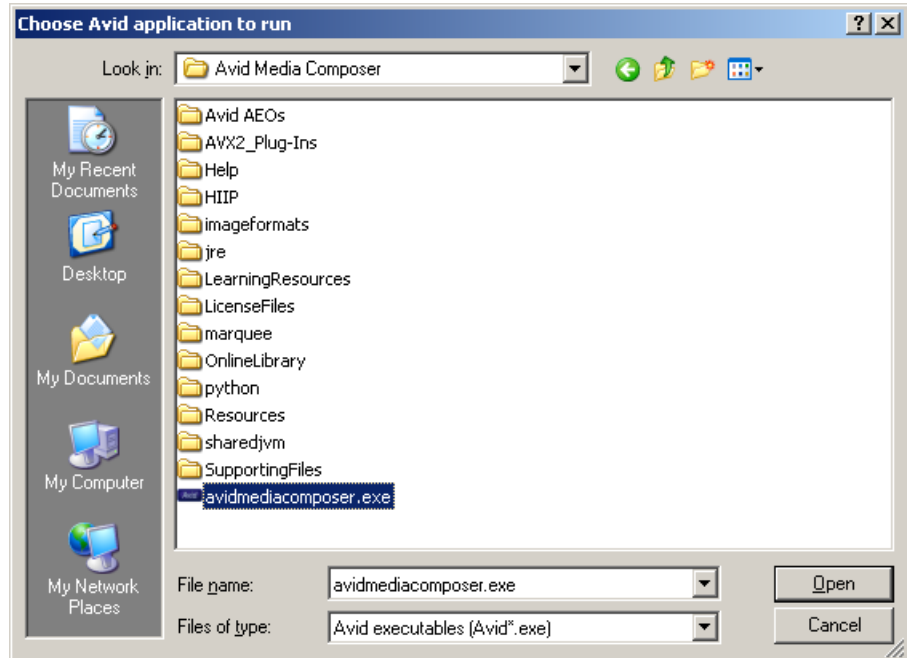 Choose Avid application to run
Look in:
Avid Media Composer
My Recent
Documents
Desktop
My Documents
My Computer
My Network
Places
Avid AEOs
AVX2_Plug-Ins
Help
HIIP
imageformats
jre
LearningResources
LicenseFiles
marquee
OnlineLibrary
python
Resources
sharedjvm
SupportingFiles
avidmediacomposer.exe
File name:
avidmediacomposer.exe
Open
Files of type:
Avid executables (Avid*.exe)
Cancel